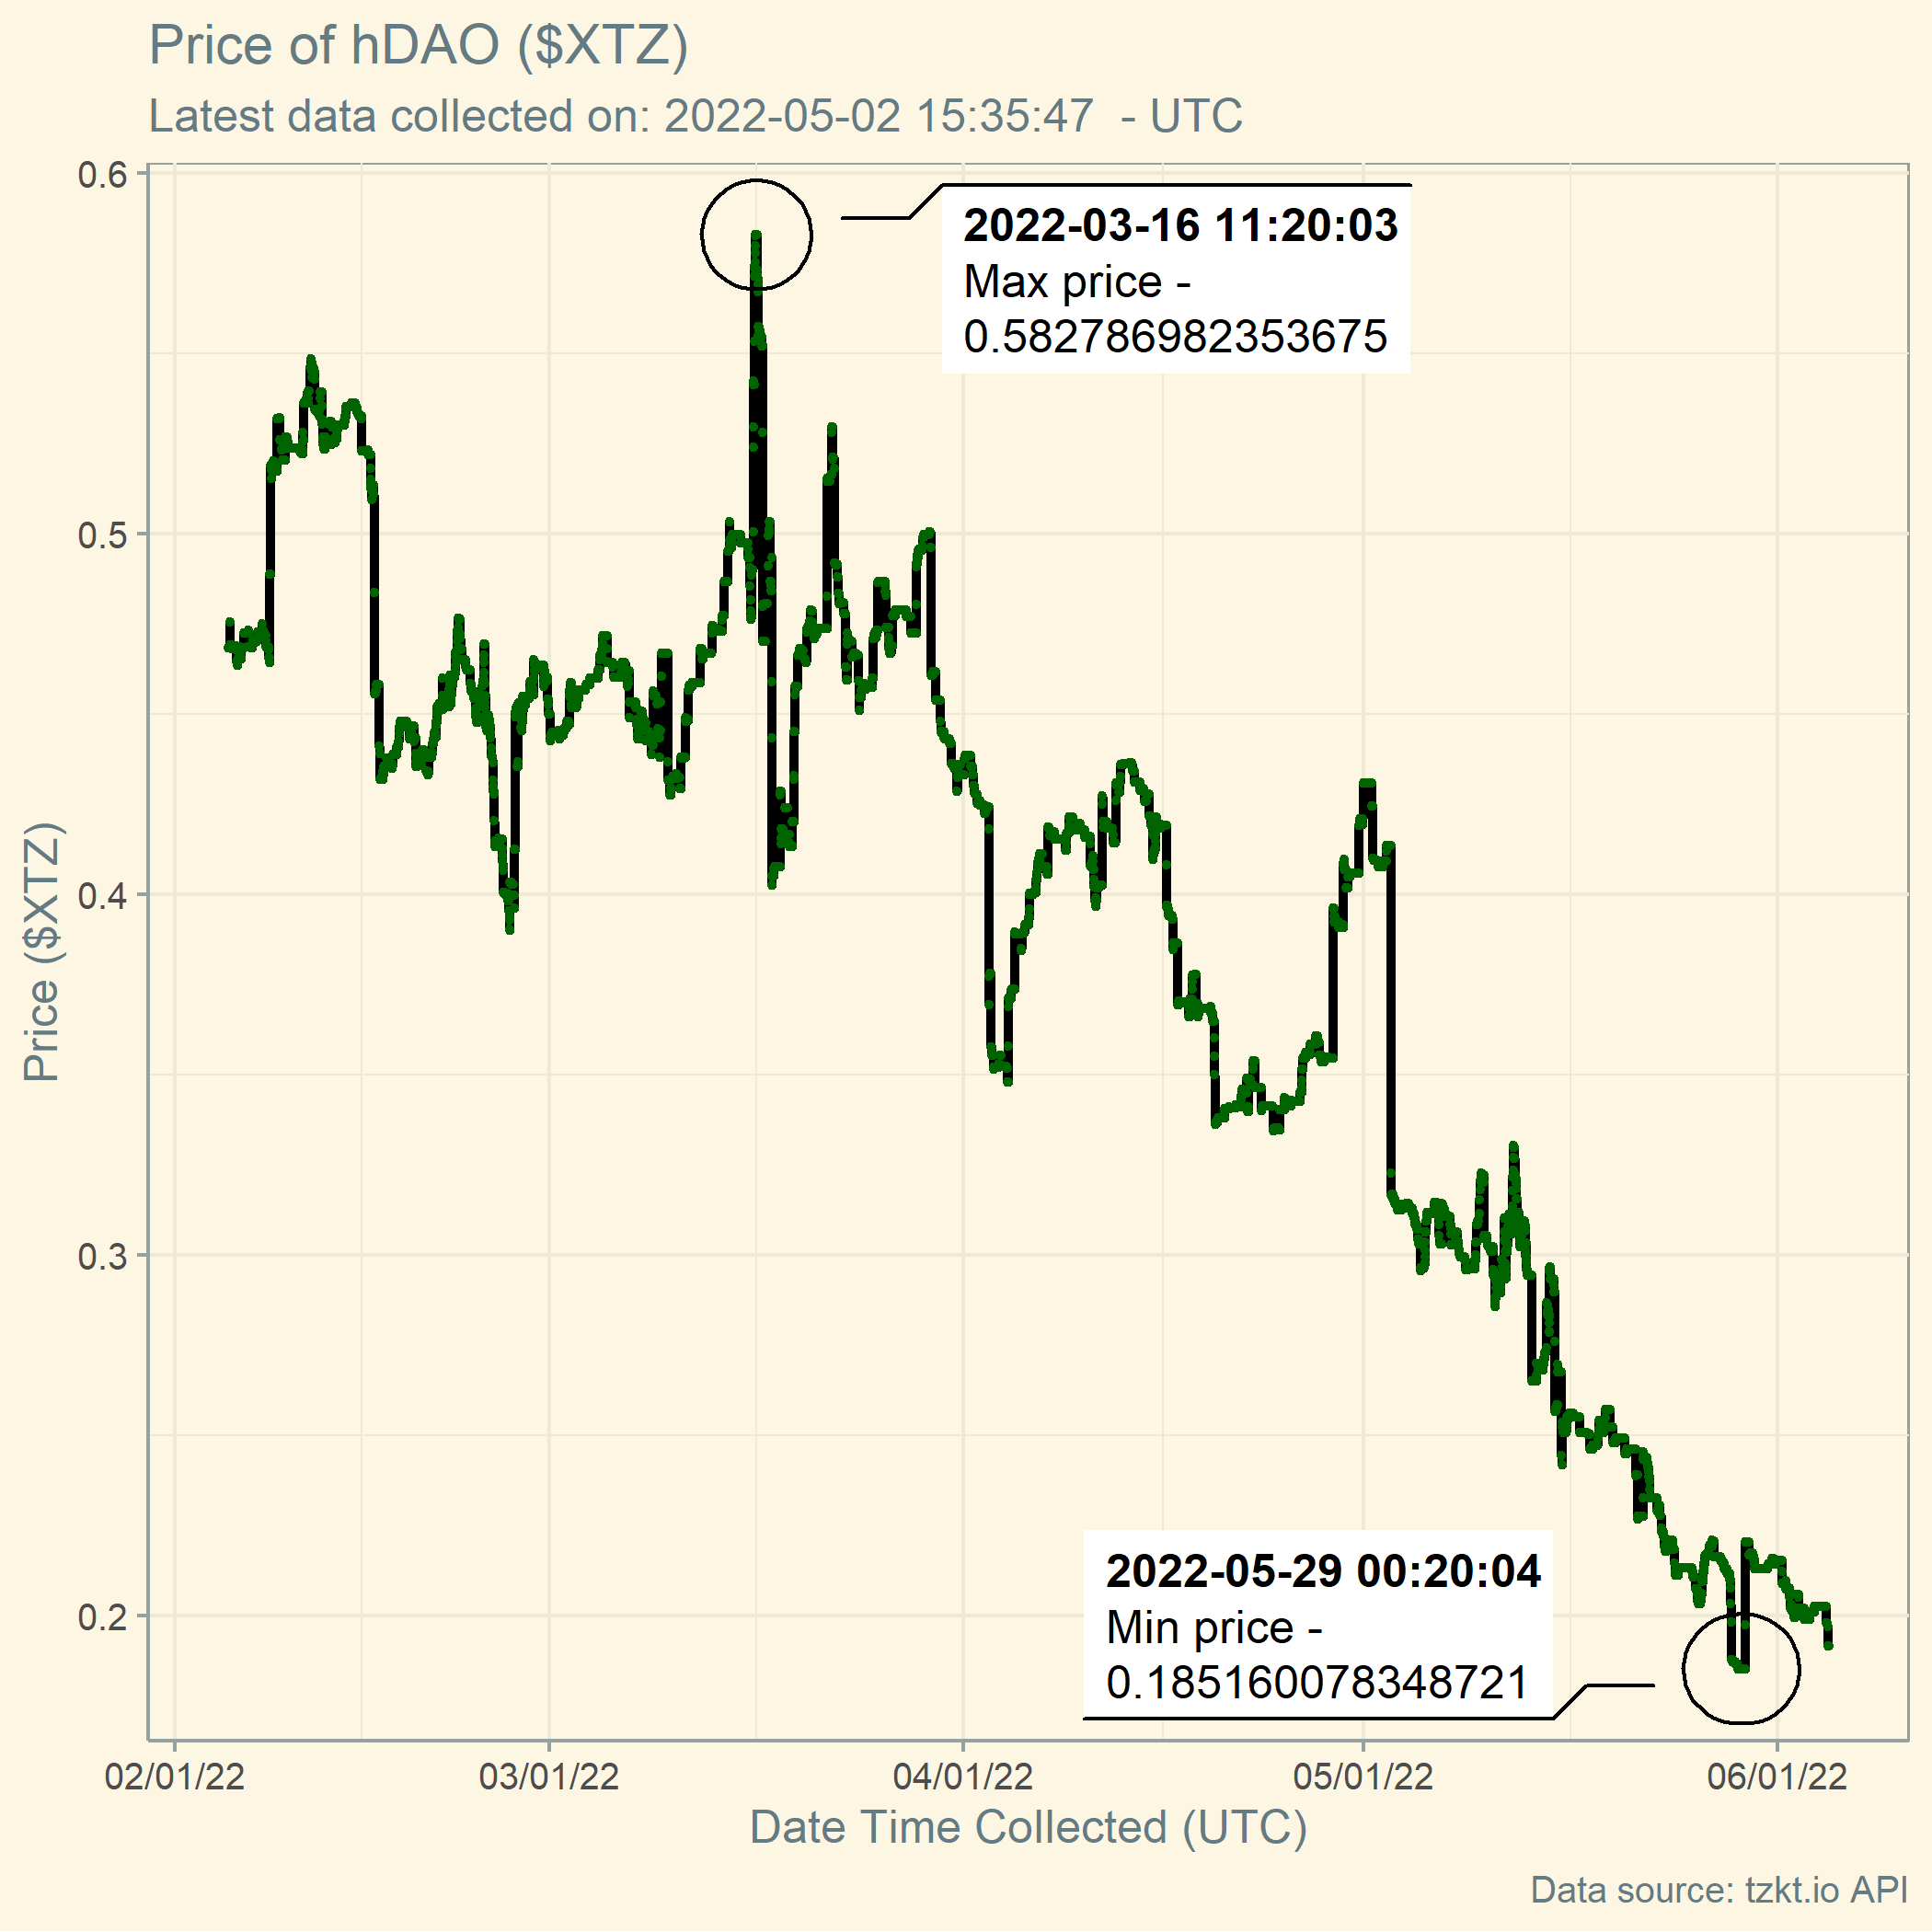 Price of hDAO ($XTZ)
Latest data collected on: 2022-05-02 15:35:47  - UTC
0.6
0.5
0.4
0.3
0.2
Price ($XTZ)
2022-03-16 11:20:03
Max price -
0.582786982353675
2022-05-29 00:20:04
Min price -
0.185160078348721
02/01/22
03/01/22
04/01/22
05/01/22
06/01/22
Date Time Collected (UTC)
Data source: tzkt.io API